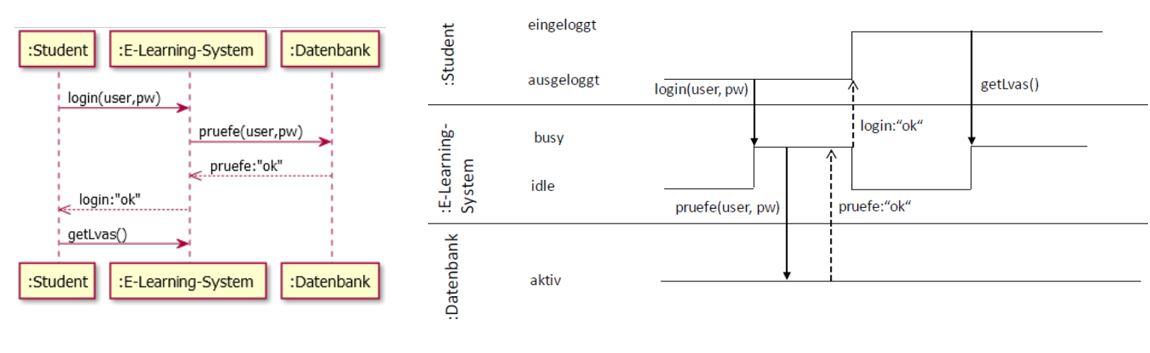 :Student
:E-Learning-System
:Datenbank
login(user,pw)
pruefe(user,pw)
pruefe:"ok"
login:"ok"
getLvas()
:Student
:E-Learning-System
:Datenbank
:Student
eingeloggt
ausgeloggt
login(user, pw)
getLvas()
login:“ok“
:E-Learning-
System
busy
idle
pruefe(user, pw)
pruefe:“ok“
:Datenbank
aktiv